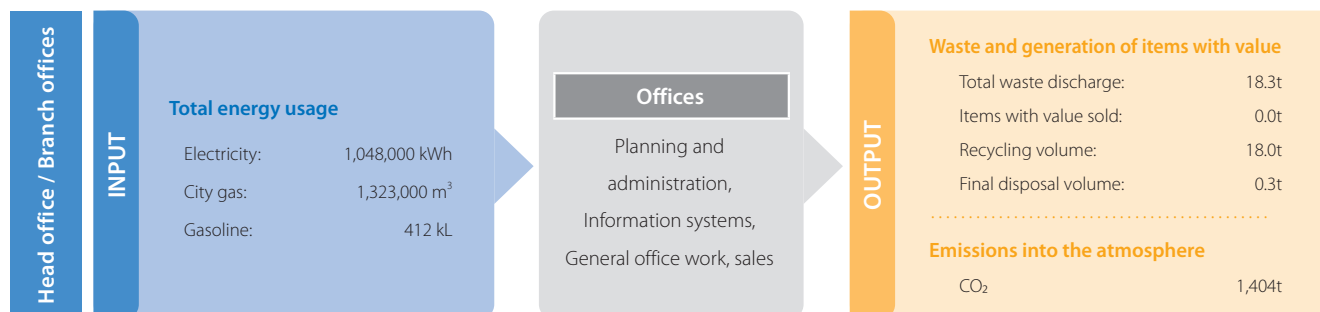 Head office / Branch offices
INPUT
Total energy usage
Electricity: 1,048,000 kWh
City gas: 1,323,000 m³
Gasoline: 412 kL
Offices
Planning and
administration,
Information systems,
General office work, sales
OUTPUT
Waste and generation of items with value
Total waste discharge: 18.3t
Items with value sold: 0.0t
Recycling volume: 18.0t
Final disposal volume: 0.3t
Emissions into the atmosphere
CO₂ 1,404t